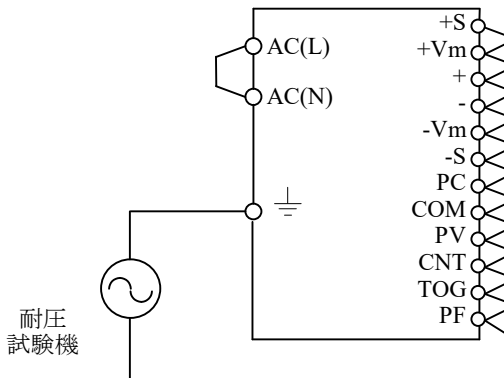 AC(L)
AC(N)
+S
+Vm
+
-
-Vm
-S
PC
COM
PV
CNT
TOG
PF
耐圧
試験機